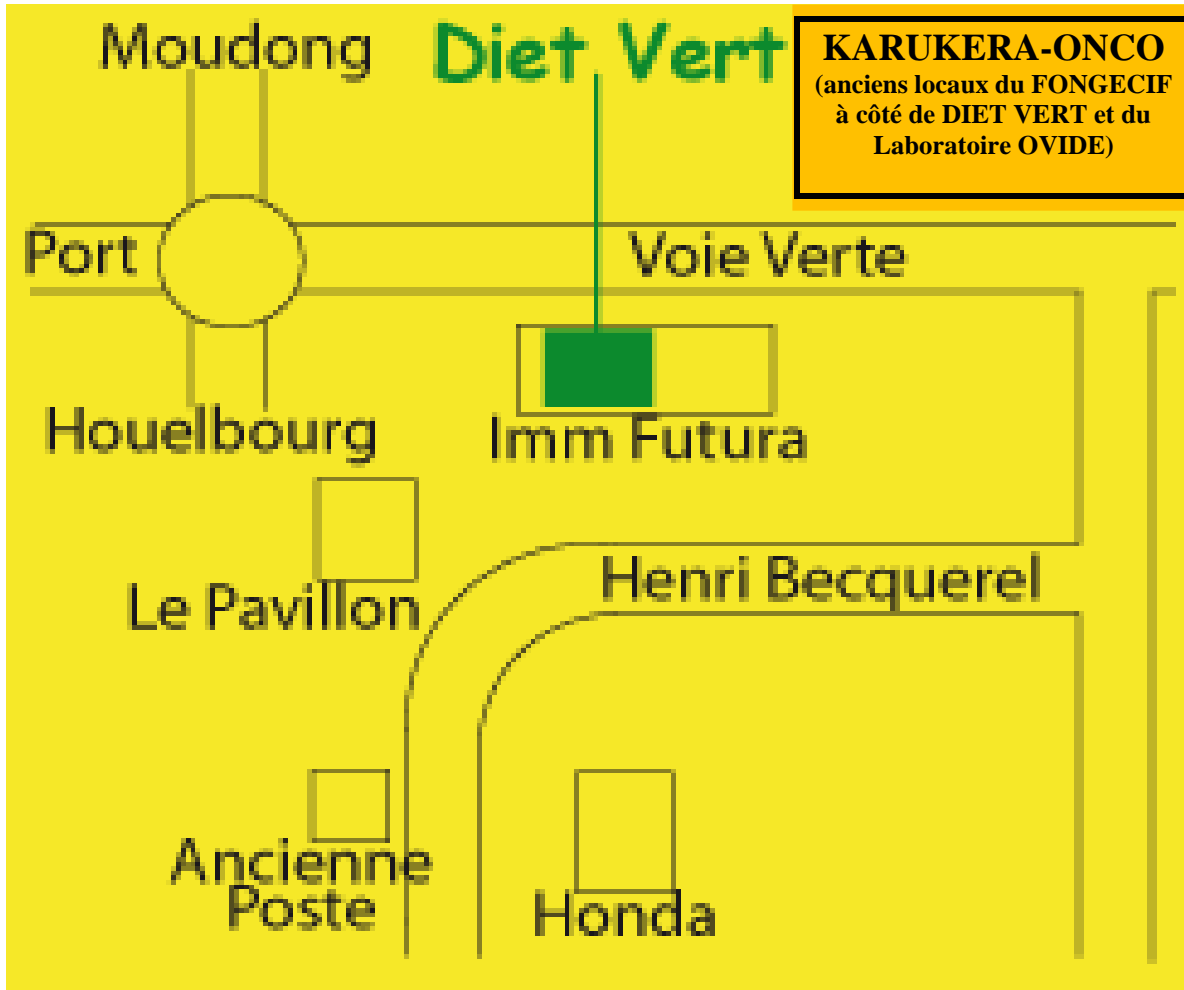 Moudong
Diet Vert
KARUKERA-ONCO
(anciens locaux du FONGECIF
à côté de DIET VERT et du
Laboratoire OVIDE)
Port
Voie Verte
Houelbourg
Imm Futura
Le Pavillon
Henri Becquerel
Ancienne
Poste
Honda